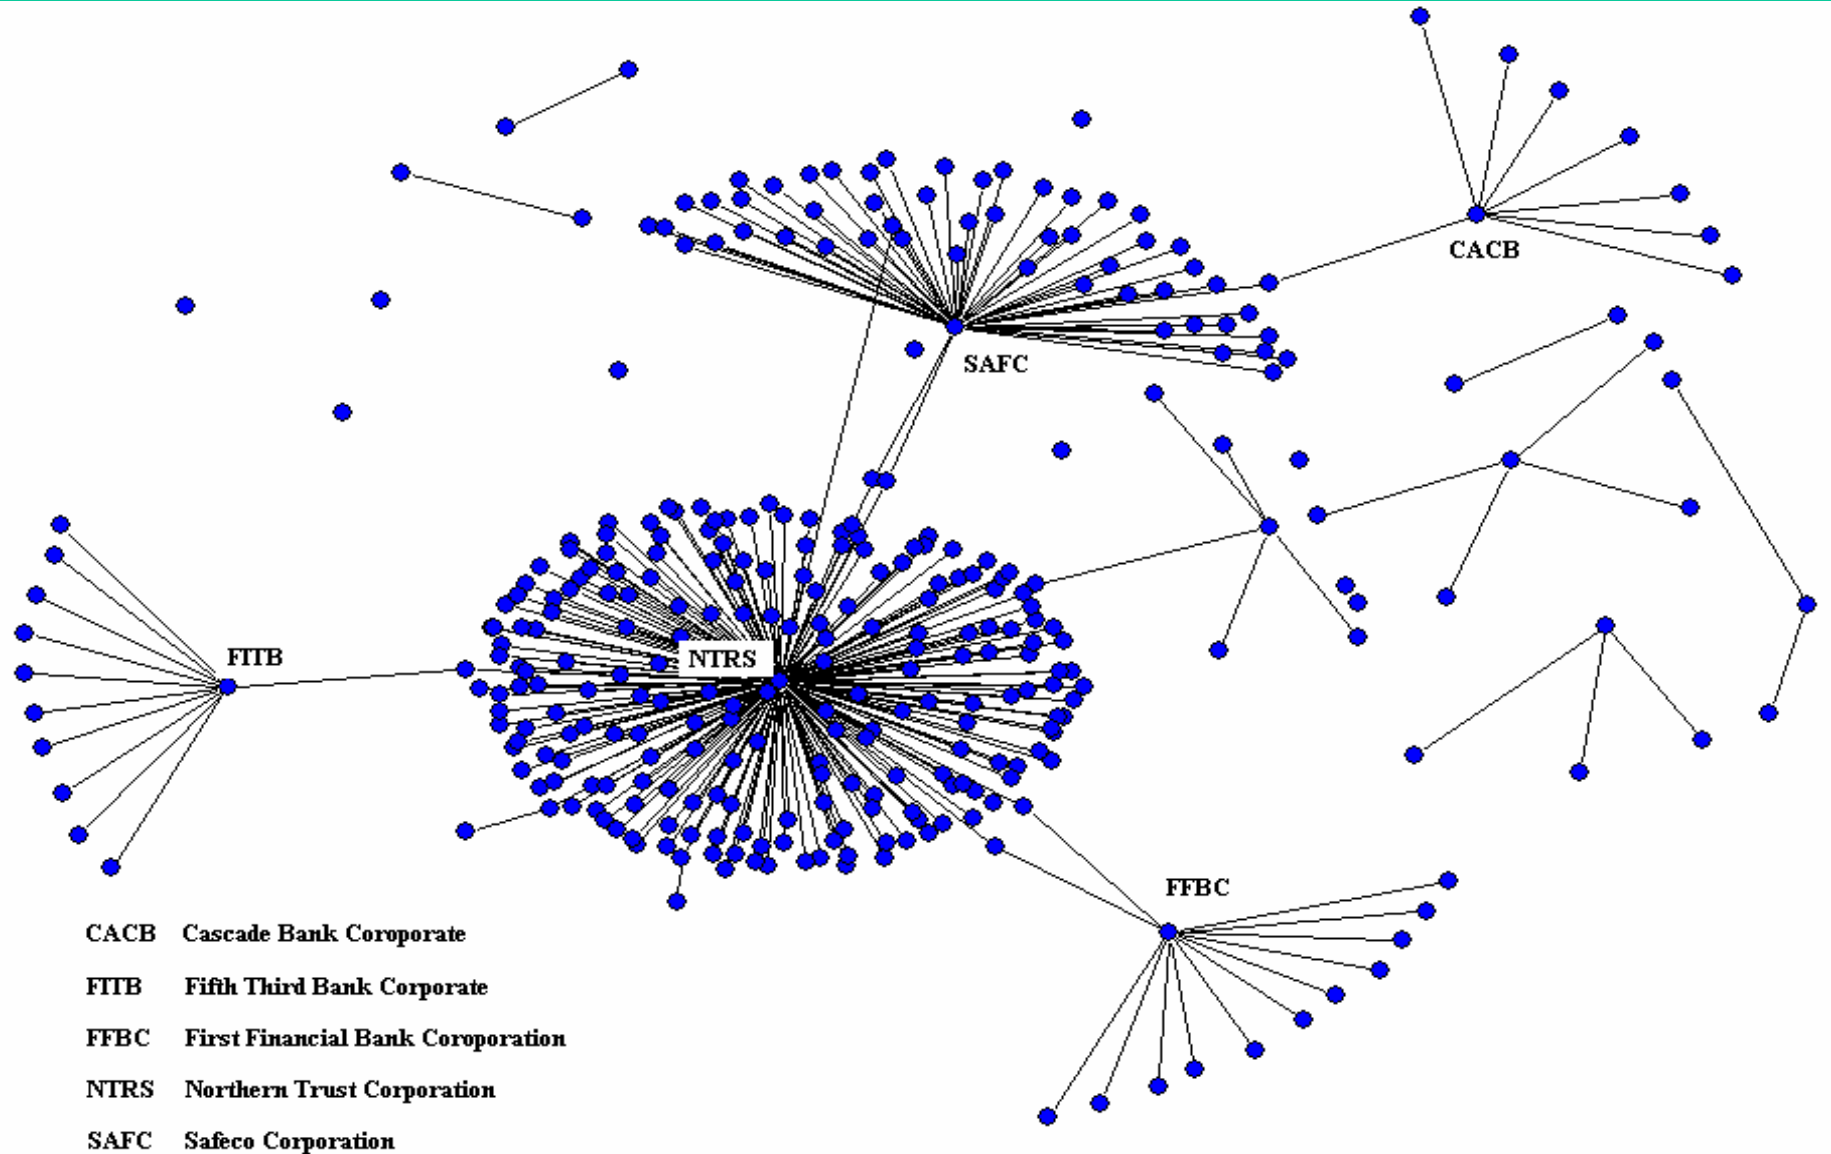 CACB
SAFC
FITB
NTRS
FFBC
CACB Cascade Bank Coroporate
FITB Fifth Third Bank Corporate
FFBC First Financial Bank Coroporation
NTRS Northern Trust Corporation
SAFC Safeco Corporation